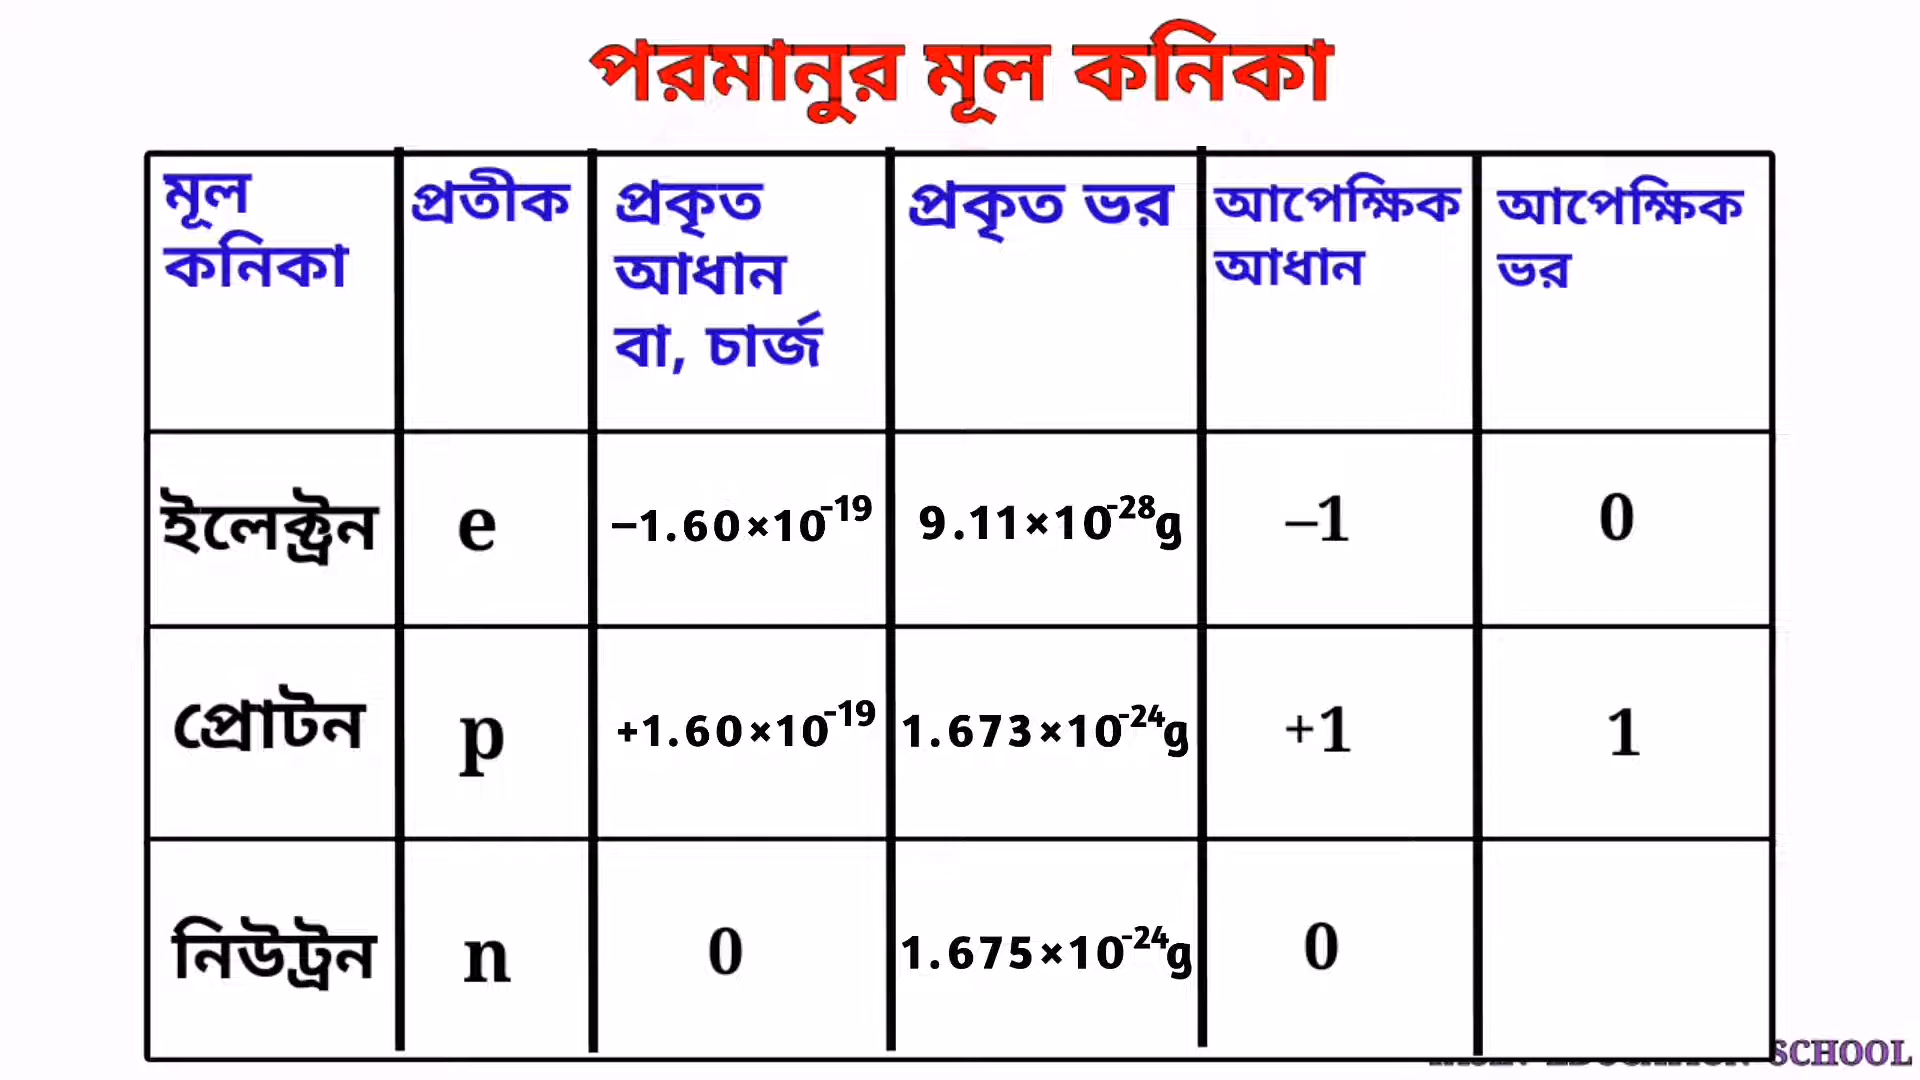 পরমানুর মূল কনিকা
মূল
কনিকা
প্রতীক
প্রকৃত
আধান
বা, চার্জ
প্রকৃত ভর
আপেক্ষিক
আধান
আপেক্ষিক
ভর
ইলেক্ট্রন
e
–1.60×10⁻¹⁹
9.11×10⁻²⁸g
–1
0
প্রোটন
p
+1.60×10⁻¹⁹
1.673×10⁻²⁴g
+1
1
নিউট্রন
n
0
1.675×10⁻²⁴g
0
SCHOOL